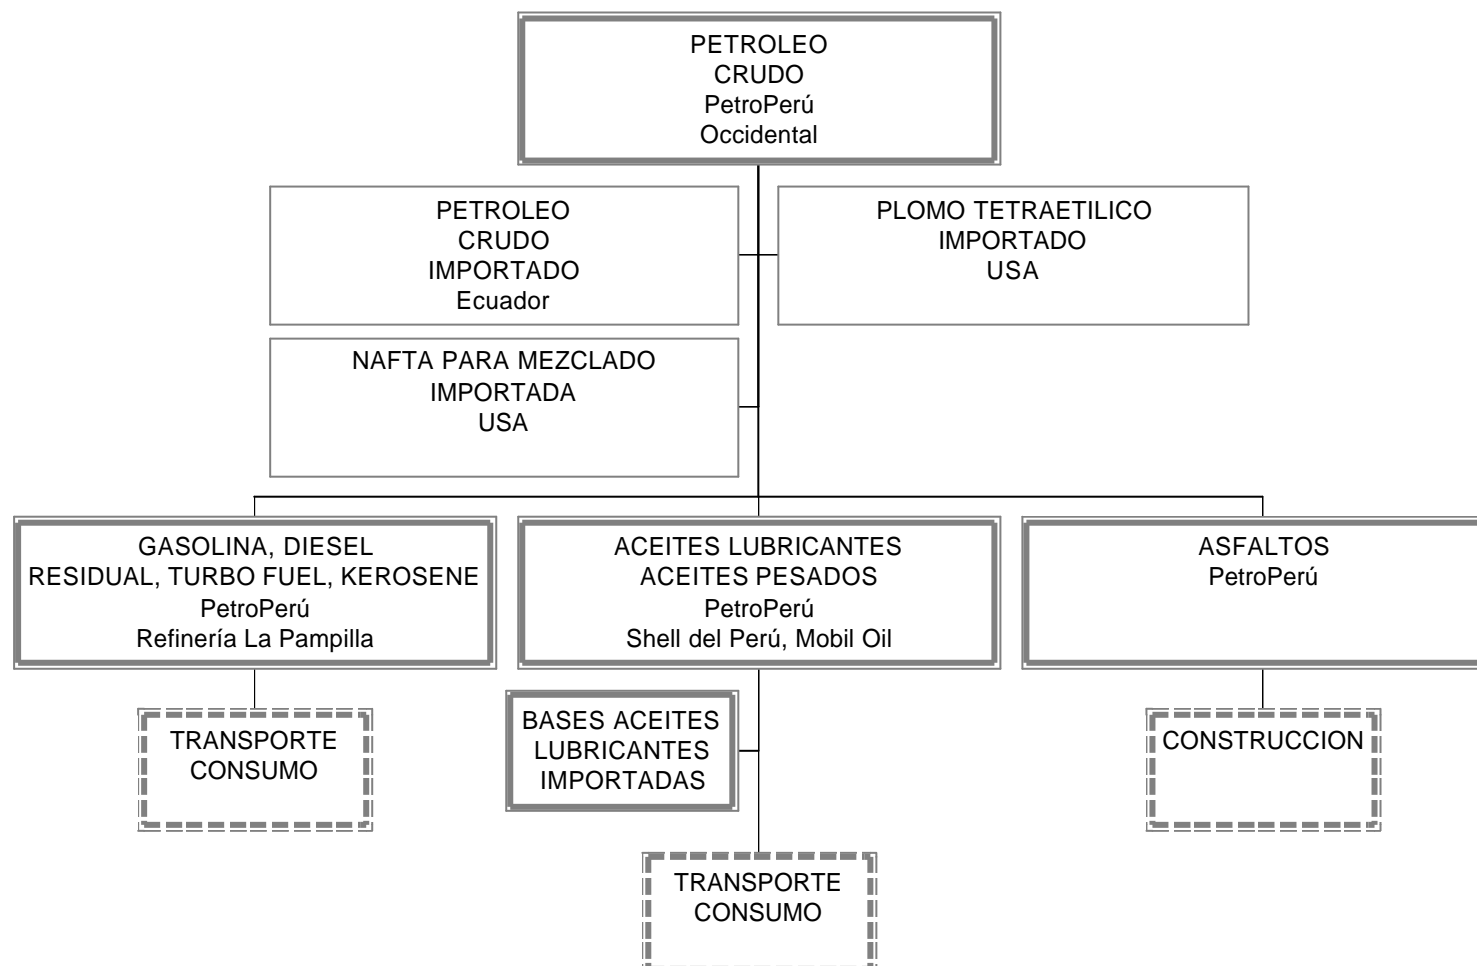 PETROLEO
CRUDO
PetroPerú
Occidental
PETROLEO
CRUDO
IMPORTADO
Ecuador
PLOMO TETRAETILICO
IMPORTADO
USA
NAFTA PARA MEZCLADO
IMPORTADA
USA
GASOLINA, DIESEL
RESIDUAL, TURBO FUEL, KEROSENE
PetroPerú
Refinería La Pampilla
ACEITES LUBRICANTES
ACEITES PESADOS
PetroPerú
Shell del Perú, Mobil Oil
ASFALTOS
PetroPerú
TRANSPORTE
CONSUMO
BASES ACEITES
LUBRICANTES
IMPORTADAS
CONSTRUCCION
TRANSPORTE
CONSUMO